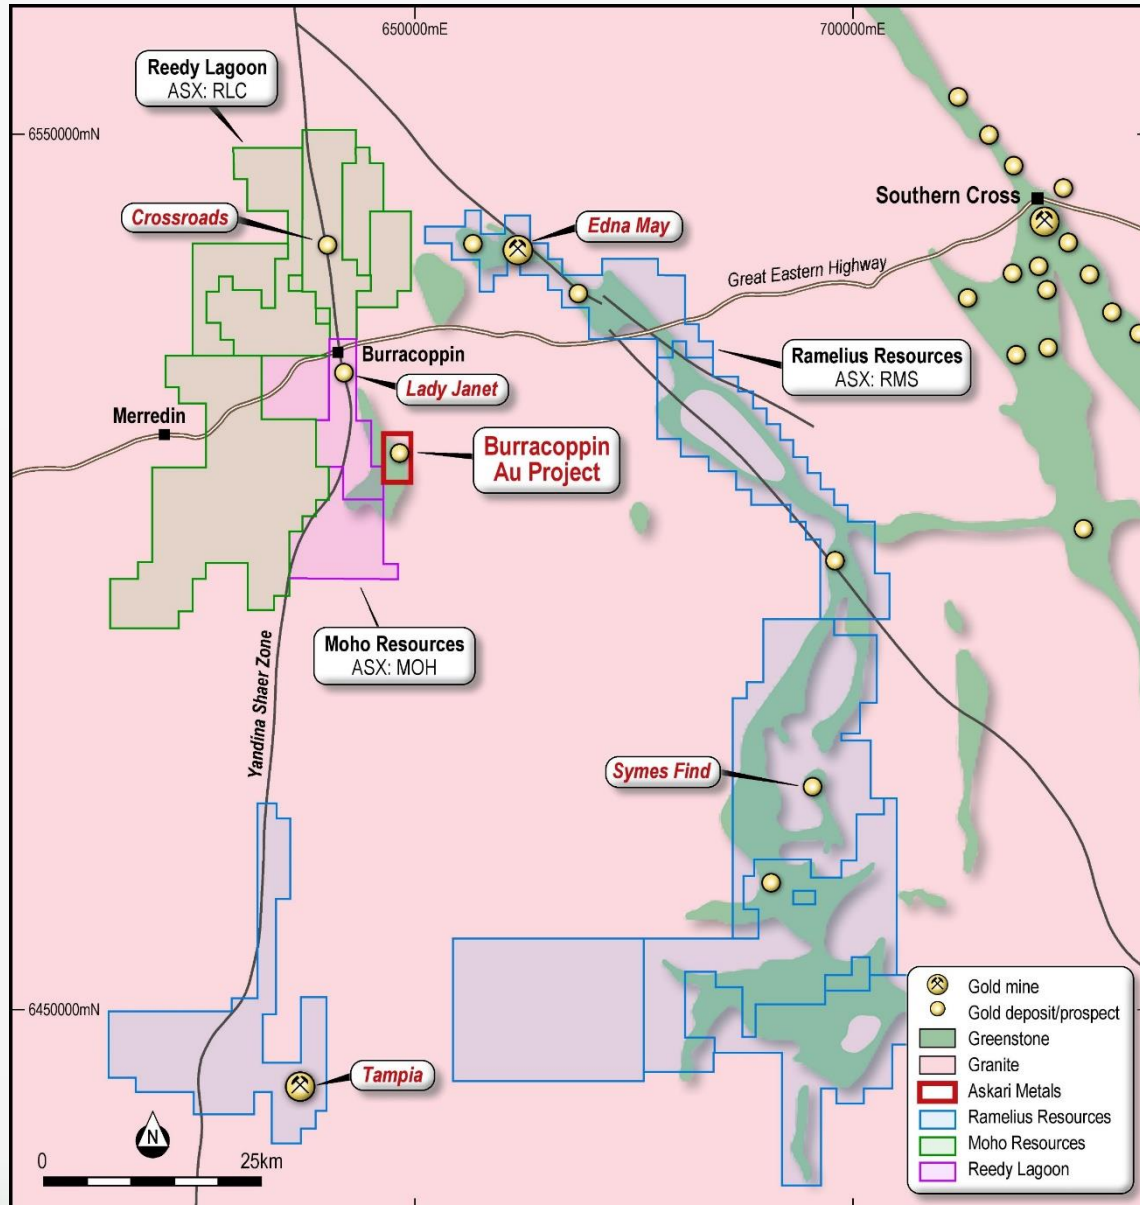 650000mE
700000mE
6550000mN
Reedy Lagoon
ASX: RLC
Crossroads
Edna May
Southern Cross
Great Eastern Highway
Burracoppin
Ramelius Resources
ASX: RMS
Lady Janet
Merredin
Burracoppin
Au Project
Moho Resources
ASX: MOH
Yandina Shaer Zone
Symes Find
6450000mN
Tampia
N
0
25km
Gold mine
Gold deposit/prospect
Greenstone
Granite
Askari Metals
Ramelius Resources
Moho Resources
Reedy Lagoon